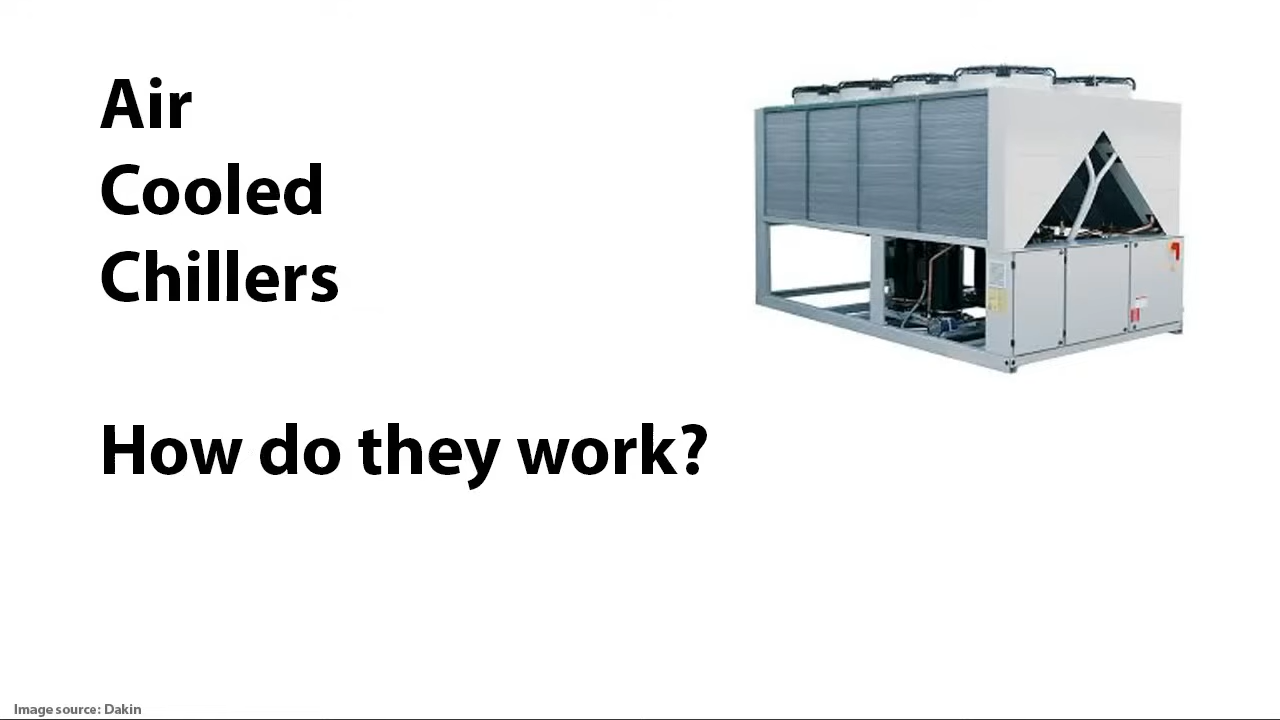 Air
Cooled
Chillers
How do they work?
Image source: Dakin